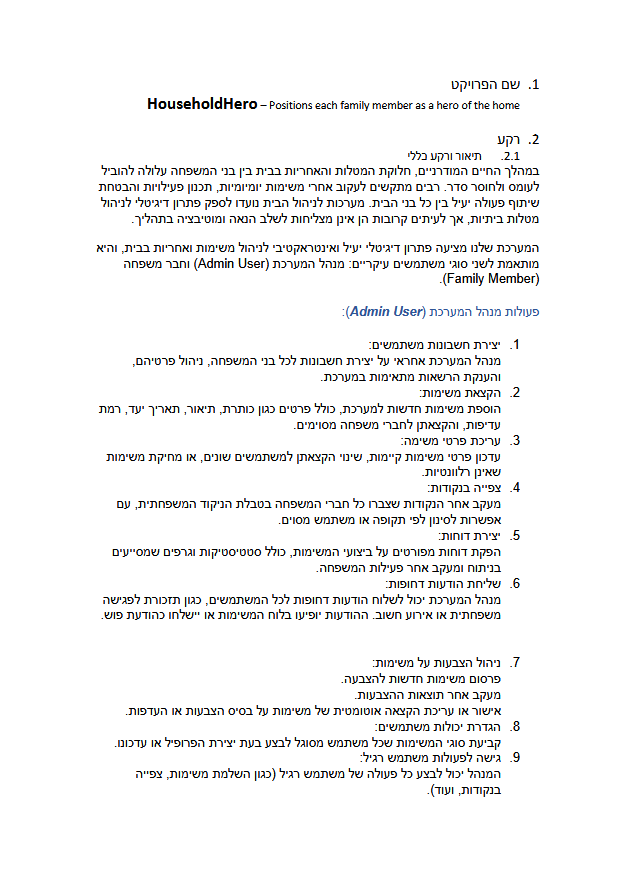 1. שם הפרויקט
HouseholdHero – Positions each family member as a hero of the home
2. רקע
2.1. תיאור ורקע כללי
במהלך החיים המודרניים, חלוקת המטלות והאחריות בבית בין בני המשפחה עלולה להוביל
לעומס ולחוסר סדר. רבים מתקשים לעקוב אחרי משימות יומיומיות, תכנון פעילויות והבטחת
שיתוף פעולה יעיל בין כל בני הבית. מערכות לניהול הבית נועדו לספק פתרון דיגיטלי לניהול
מטלות ביתיות, אך לעיתים קרובות הן אינן מצליחות לשלב הנאה ומוטיבציה בתהליך.
המערכת שלנו מציעה פתרון דיגיטלי יעיל ואינטראקטיבי לניהול משימות ואחריות בבית, והיא
מותאמת לשני סוגי משתמשים עיקריים: מנהל המערכת (Admin User) וחבר משפחה
(Family Member).
פעולות מנהל המערכת (Admin User):
1. יצירת חשבונות משתמשים:
מנהל המערכת אחראי על יצירת חשבונות לכל בני המשפחה, ניהול פרטיהם,
והענקת הרשאות מתאימות במערכת.
2. הקצאת משימות:
הוספת משימות חדשות למערכת, כולל פרטים כגון כותרת, תיאור, תאריך יעד, רמת
עדיפות, והקצאתן לחברי משפחה מסוימים.
3. עריכת פרטי משימה:
עדכון פרטי משימות קיימות, שינוי הקצאתן למשתמשים שונים, או מחיקת משימות
שאינן רלוונטיות.
4. צפייה בנקודות:
מעקב אחר הנקודות שצברו כל חברי המשפחה בטבלת הניקוד המשפחתית, עם
אפשרות לסינון לפי תקופה או משתמש מסוים.
5. יצירת דוחות:
הפקת דוחות מפורטים על ביצועי המשימות, כולל סטטיסטיקות וגרפים שמסייעים
בניתוח ומעקב אחר פעילות המשפחה.
6. שליחת הודעות דחופות:
מנהל המערכת יכול לשלוח הודעות דחופות לכל המשתמשים, כגון תזכורת לפגישה
משפחתית או אירוע חשוב. ההודעות יופיעו בלוח המשימות או יישלחו כהודעת פוש.
7. ניהול הצבעות על משימות:
פרסום משימות חדשות להצבעה.
מעקב אחר תוצאות ההצבעות.
אישור או עריכת הקצאה אוטומטית של משימות על בסיס הצבעות או העדפות.
8. הגדרת יכולות משתמשים:
קביעת סוגי המשימות שכל משתמש מסוגל לבצע בעת יצירת הפרופיל או עדכונו.
9. גישה לפעולות משתמש רגיל:
המנהל יכול לבצע כל פעולה של משתמש רגיל (כגון השלמת משימות, צפייה
בנקודות, ועוד).